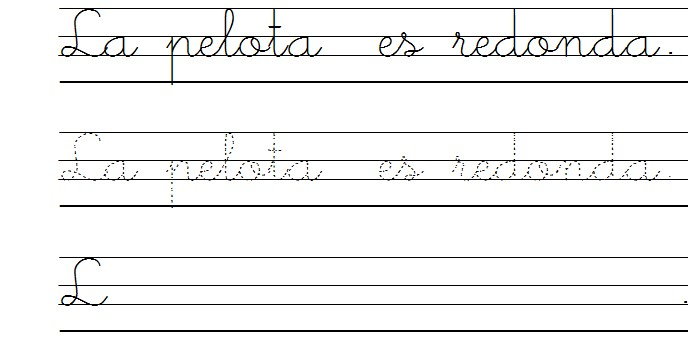 La pelota es redonda.
La pelota es redonda.
L .